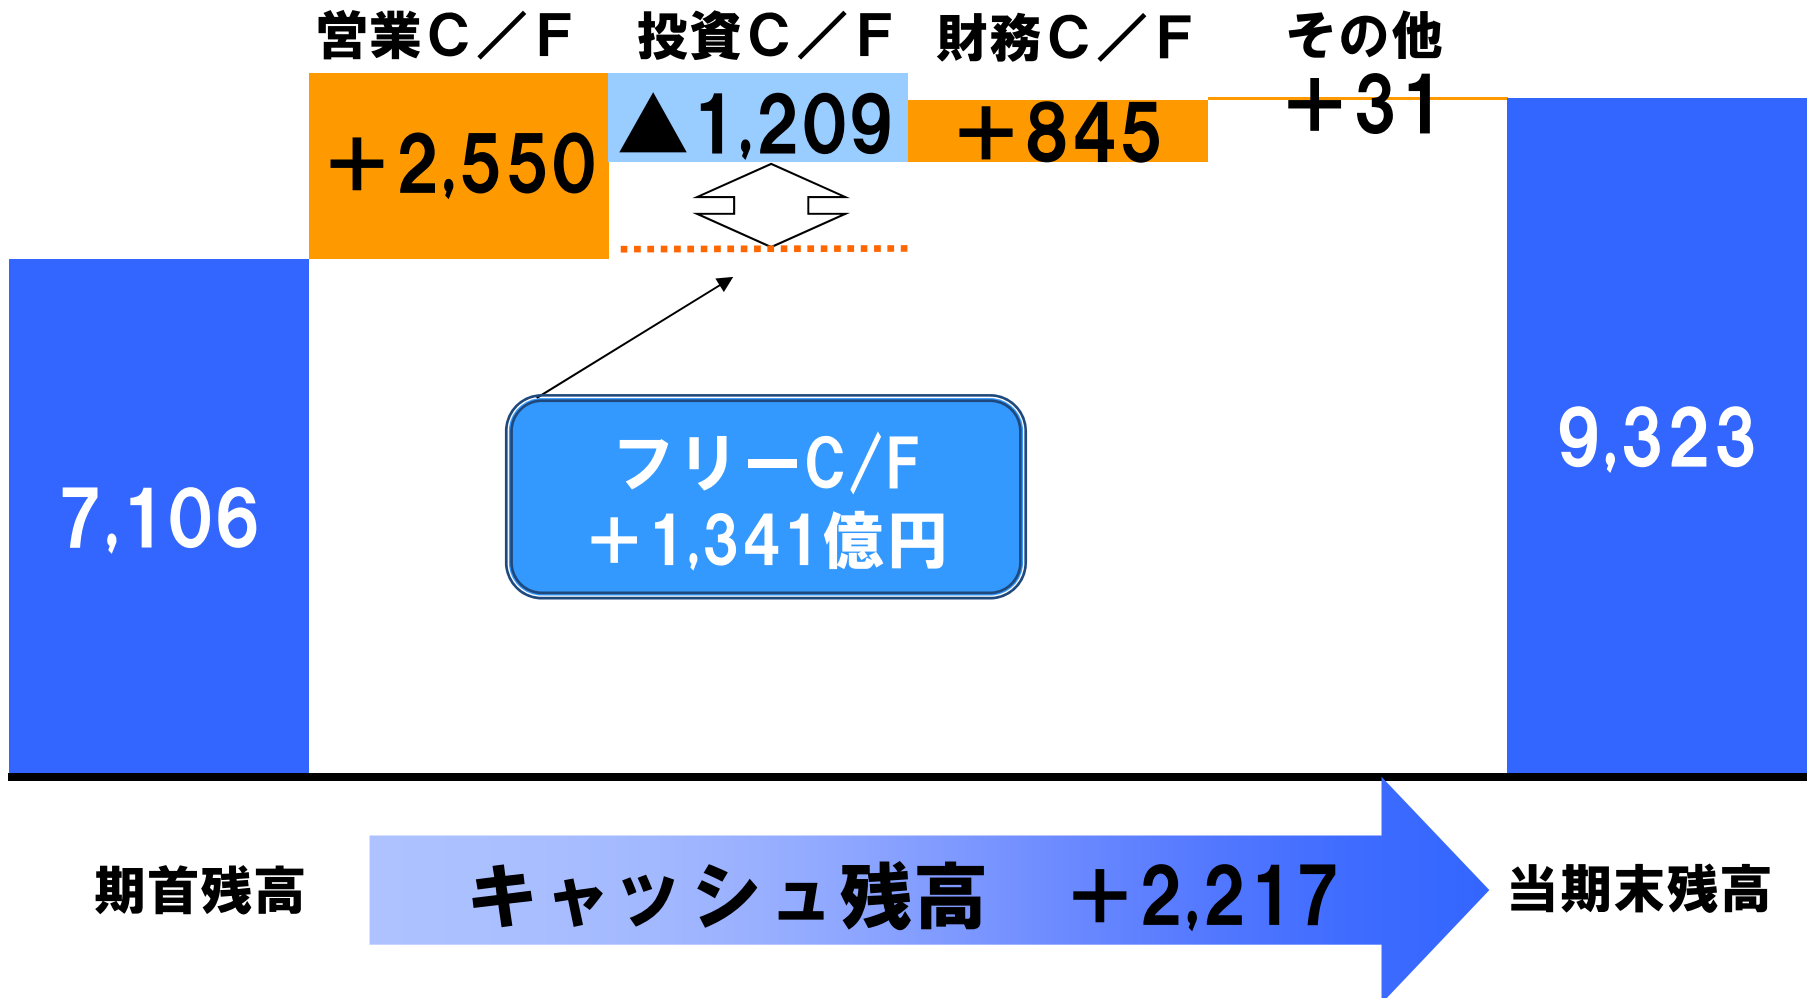 営業C／F
投資C／F
財務C／F
その他
＋2,550
▲1,209
＋845
＋31
フリーC/F
＋1,341億円
7,106
9,323
期首残高
キャッシュ残高　＋2,217
当期末残高